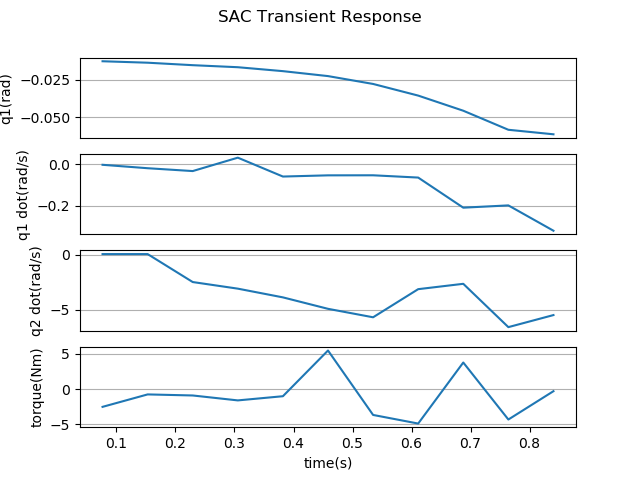 SAC Transient Response
q1(rad)
−0.025
−0.050
q1 dot(rad/s)
0.0
−0.2
q2 dot(rad/s)
0
−5
torque(Nm)
5
0
−5
0.1 0.2 0.3 0.4 0.5 0.6 0.7 0.8
time(s)